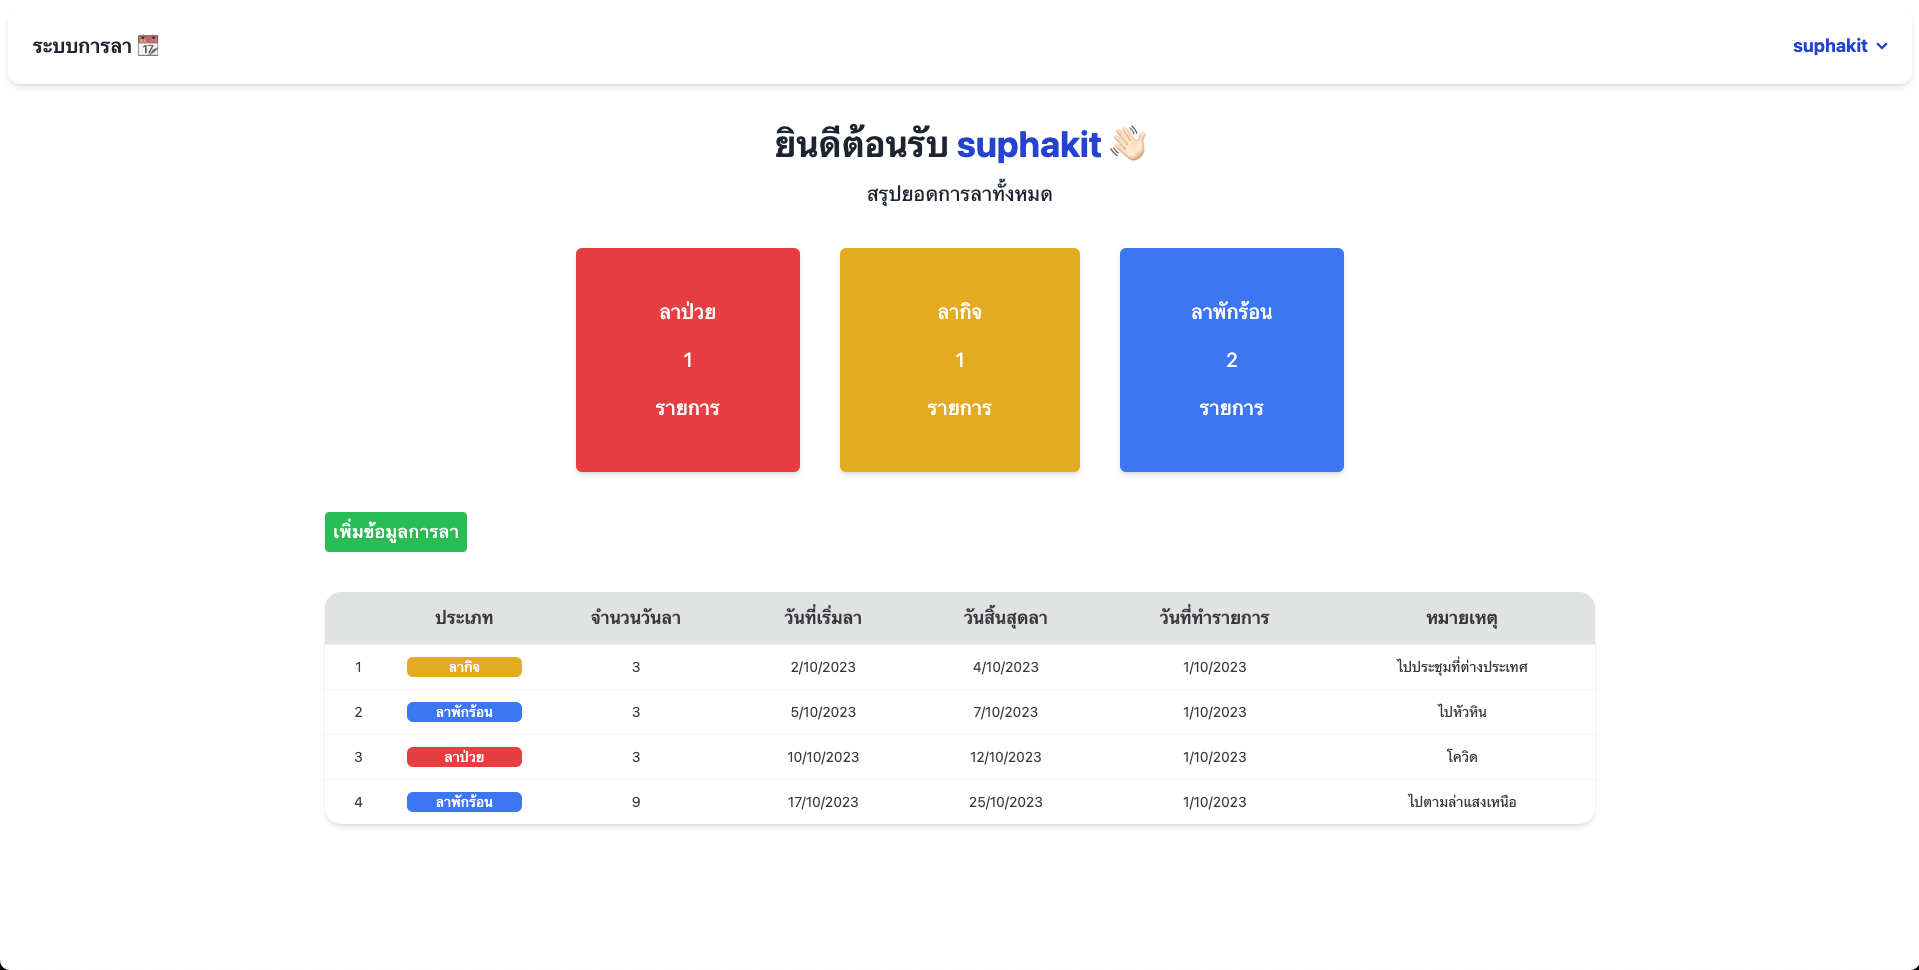 ระบบการลา
suphakit
ยินดีต้อนรับ suphakit
สรุปยอดการลาทั้งหมด
ลาป่วย
1
รายการ
ลากิจ
1
รายการ
ลาพักร้อน
2
รายการ
เพิ่มข้อมูลการลา
ประเภท จำนวนวันลา วันที่เริ่มลา วันสิ้นสุดลา วันที่ทำรายการ หมายเหตุ
1 ลากิจ 3 2/10/2023 4/10/2023 1/10/2023 ไปประชุมที่ต่างประเทศ
2 ลาพักร้อน 3 5/10/2023 7/10/2023 1/10/2023 ไปหัวหิน
3 ลาป่วย 3 10/10/2023 12/10/2023 1/10/2023 โควิด
4 ลาพักร้อน 9 17/10/2023 25/10/2023 1/10/2023 ไปตามล่าแสงเหนือ